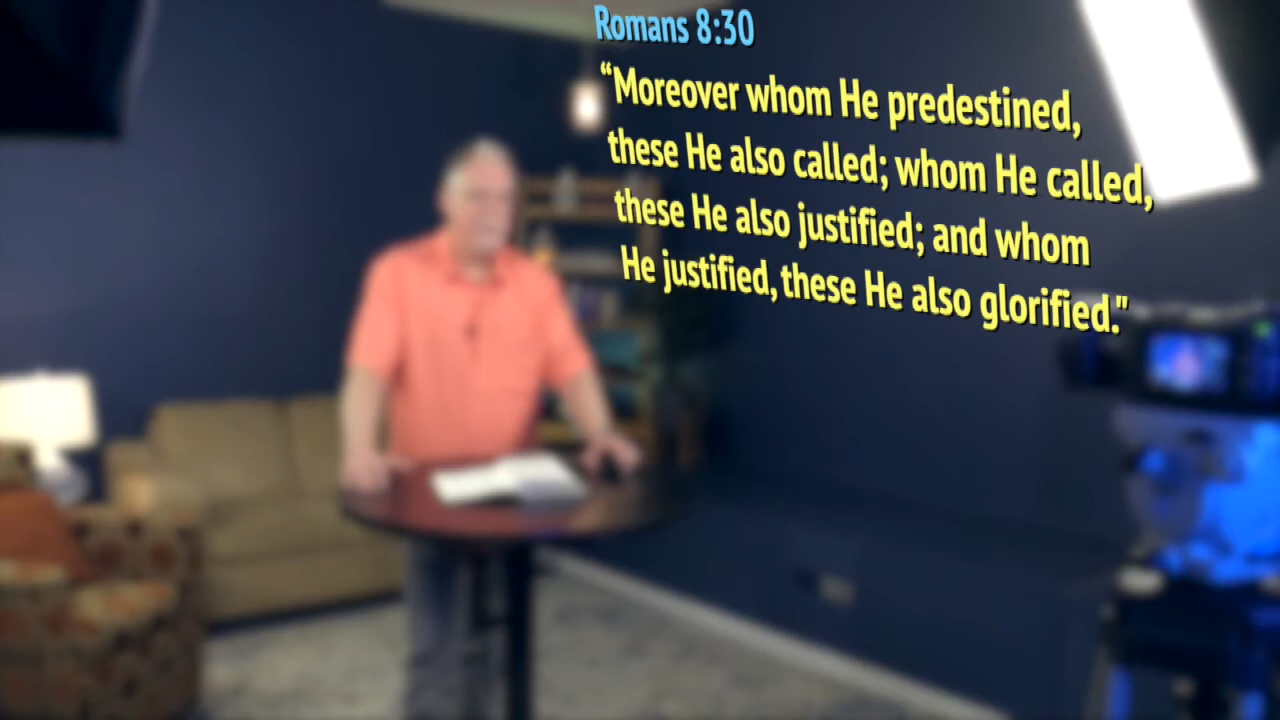 Romans 8:30
“Moreover whom He predestined,
these He also called; whom He called,
these He also justified; and whom
He justified, these He also glorified.”